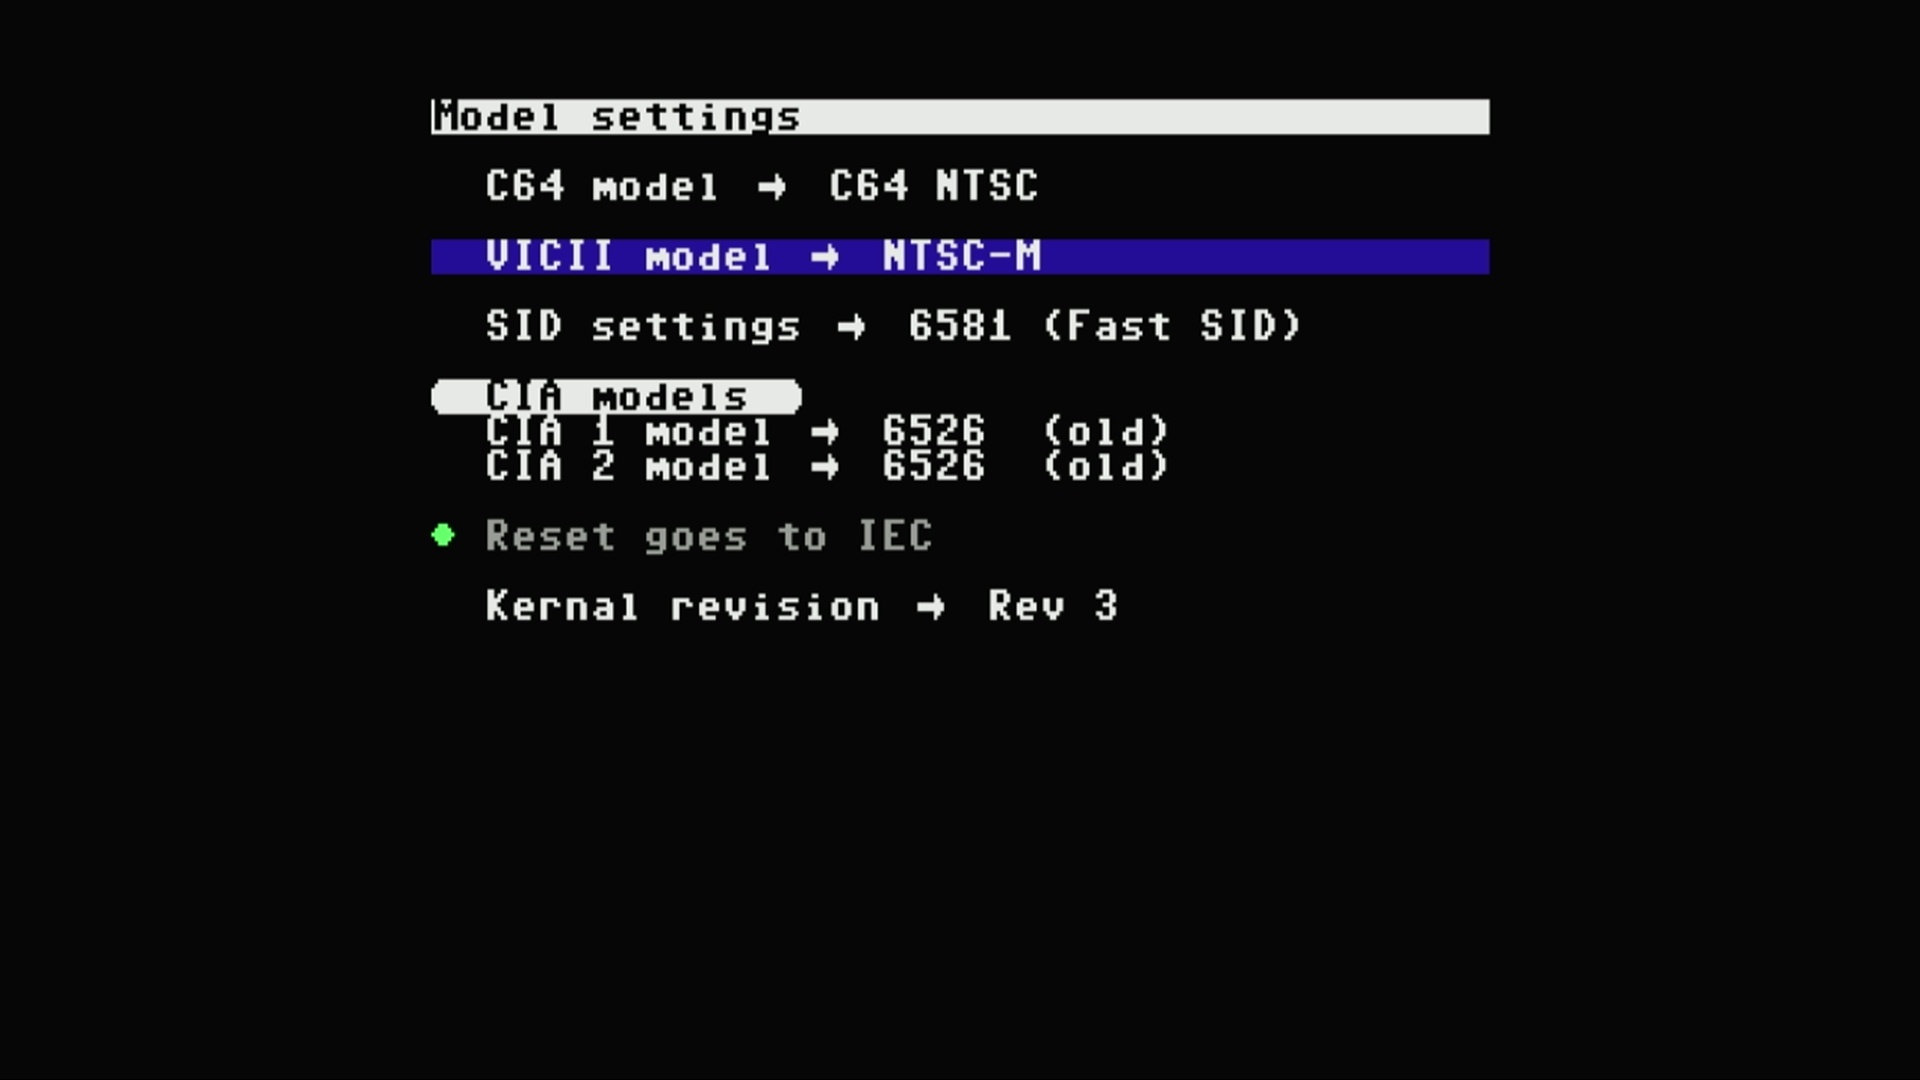 Model settings
C64 model → C64 NTSC
VICII model → NTSC-M
SID settings → 6581 (Fast SID)
CIA models
CIA 1 model → 6526 (old)
CIA 2 model → 6526 (old)
Reset goes to IEC
Kernal revision → Rev 3